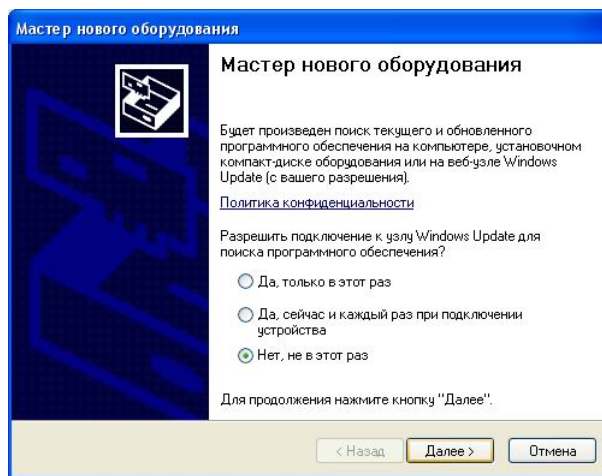 Мастер нового оборудования
Мастер нового оборудования
Будет произведен поиск текущего и обновленного
программного обеспечения на компьютере, установочном
компакт-диске оборудования или на веб-узле Windows
Update (с вашего разрешения).
Политика конфиденциальности
Разрешить подключение к узлу Windows Update для
поиска программного обеспечения?
Да, только в этот раз
Да, сейчас и каждый раз при подключении
устройства
Нет, не в этот раз
Для продолжения нажмите кнопку "Далее".
< Назад Далее > Отмена